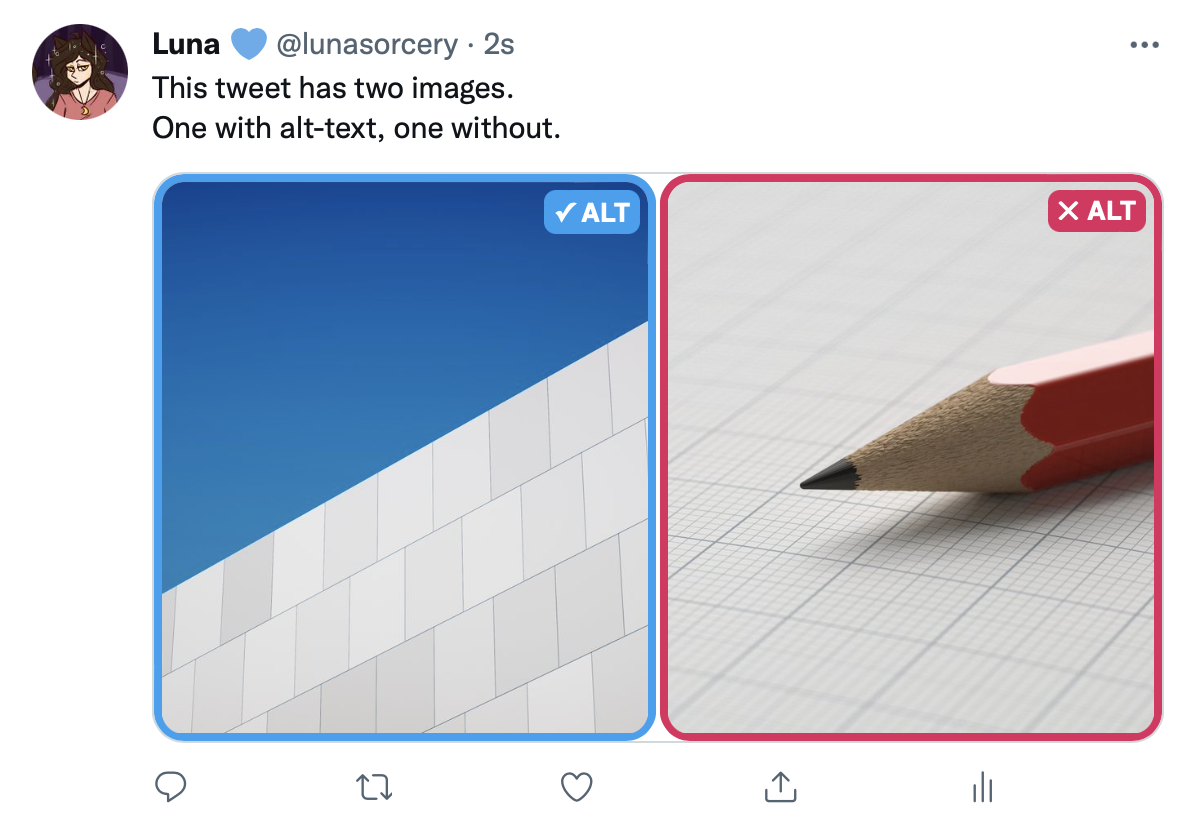 Luna 💙 @lunasorcery · 2s
This tweet has two images.
One with alt-text, one without.
✓ ALT
✕ ALT